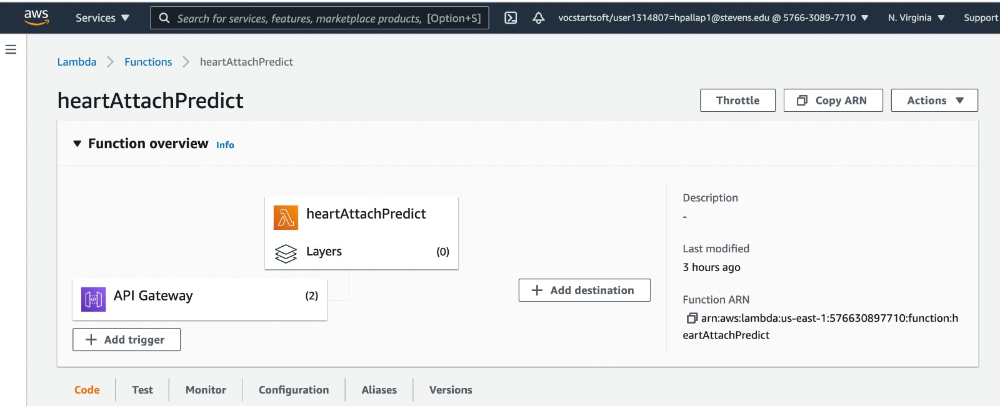 aws
Services
Search for services, features, marketplace products, [Option+S]
vocstartsoft/user1314807=hpallap1@stevens.edu @ 5766-3089-7710
N. Virginia
Support
Lambda
Functions
heartAttachPredict
heartAttachPredict
Throttle
Copy ARN
Actions
Function overview Info
heartAttachPredict
Layers (0)
API Gateway (2)
Add trigger
Add destination
Description
-
Last modified
3 hours ago
Function ARN
arn:aws:lambda:us-east-1:576630897710:function:h
eartAttachPredict
Code
Test
Monitor
Configuration
Aliases
Versions